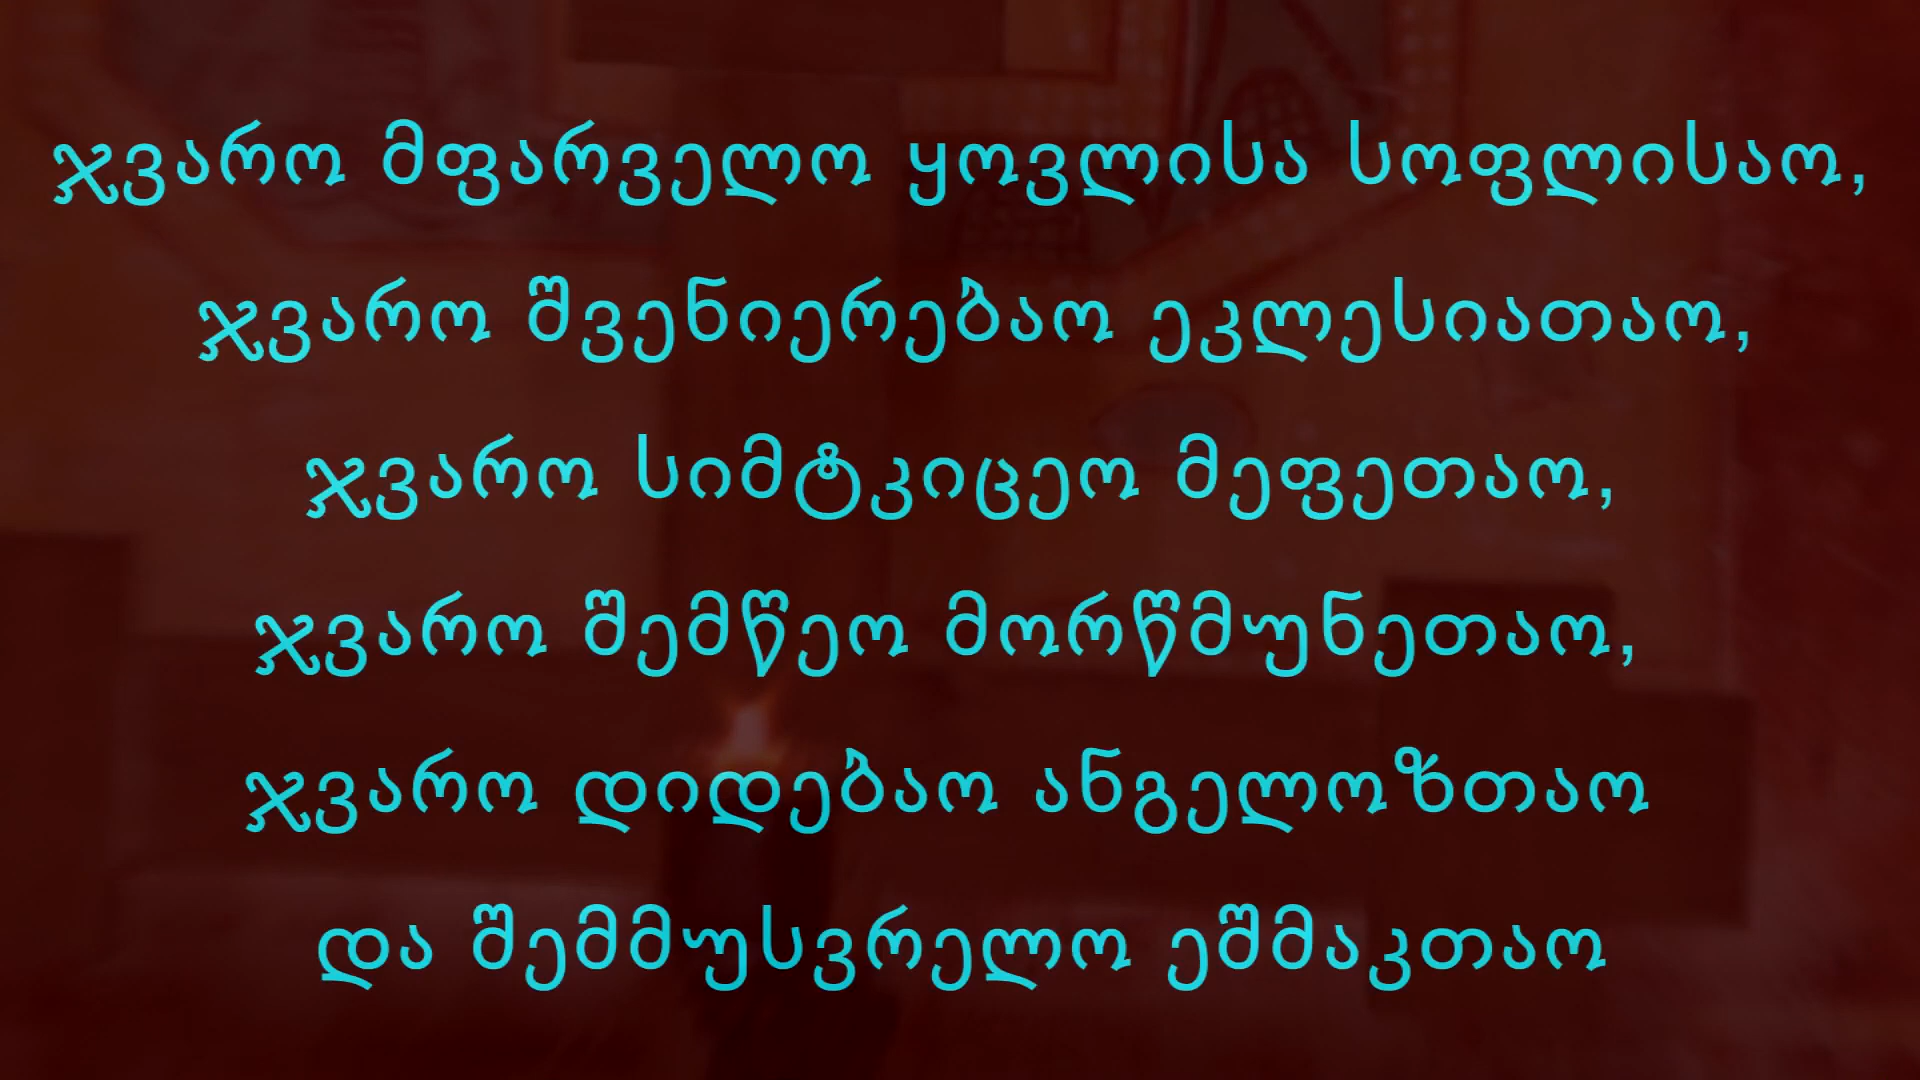 ჯვარო მფარველო ყოვლისა სოფლისაო,
ჯვარო შვენიერებაო ეკლესიათაო,
ჯვარო სიმტკიცეო მეფეთაო,
ჯვარო შემწეო მორწმუნეთაო,
ჯვარო დიდებაო ანგელოზთაო
და შემმუსვრელო ეშმაკთაო